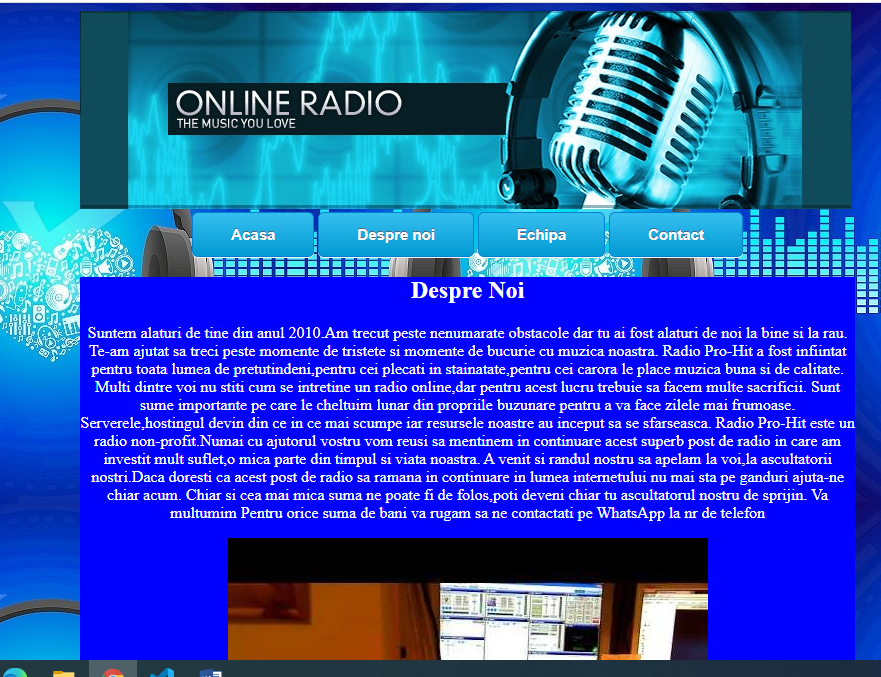 ONLINE RADIO
THE MUSIC YOU LOVE
Acasa
Despre noi
Echipa
Contact
Despre Noi
Suntem alaturi de tine din anul 2010.Am trecut peste nenumarate obstacole dar tu ai fost alaturi de noi la bine si la rau.
Te-am ajutat sa treci peste momente de tristete si momente de bucurie cu muzica noastra. Radio Pro-Hit a fost infiintat
pentru toata lumea de pretutindeni,pentru cei plecati in stainatate,pentru cei carora le place muzica buna si de calitate.
Multi dintre voi nu stiti cum se intretine un radio online,dar pentru acest lucru trebuie sa facem multe sacrificii. Sunt
sume importante pe care le cheltuim lunar din propriile buzunare pentru a va face zilele mai frumoase.
Serverele,hostingul devin din ce in ce mai scumpe iar resursele noastre au inceput sa se sfarseasca. Radio Pro-Hit este un
radio non-profit.Numai cu ajutorul vostru vom reusi sa mentinem in continuare acest superb post de radio in care am
investit mult suflet,o mica parte din timpul si viata noastra. A venit si randul nostru sa apelam la voi,la ascultatorii
nostri.Daca doresti ca acest post de radio sa ramana in continuare in lumea internetului nu mai sta pe ganduri ajuta-ne
chiar acum. Chiar si cea mai mica suma ne poate fi de folos,poti deveni chiar tu ascultatorul nostru de sprijin. Va
multumim Pentru orice suma de bani va rugam sa ne contactati pe WhatsApp la nr de telefon